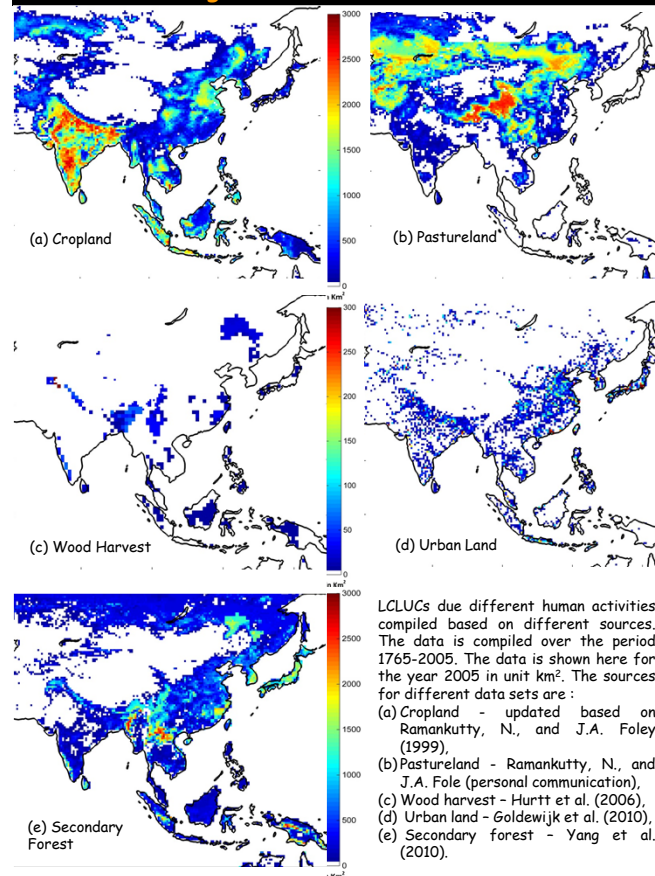 3000
2500
2000
1500
1000
500
0
(a) Cropland
(b) Pastureland
n Km²
300
250
200
150
100
50
0
(c) Wood Harvest
(d) Urban Land
n Km²
3000
2500
2000
1500
1000
500
0
(e) Secondary
Forest
n Km²
LCLUCs due different human activities
compiled based on different sources.
The data is compiled over the period
1765-2005. The data is shown here for
the year 2005 in unit km². The sources
for different data sets are :
(a) Cropland - updated based on
Ramankutty, N., and J.A. Foley
(1999),
(b) Pastureland - Ramankutty, N., and
J.A. Fole (personal communication),
(c) Wood harvest – Hurtt et al. (2006),
(d) Urban land – Goldewijk et al. (2010),
(e) Secondary forest – Yang et al.
(2010).